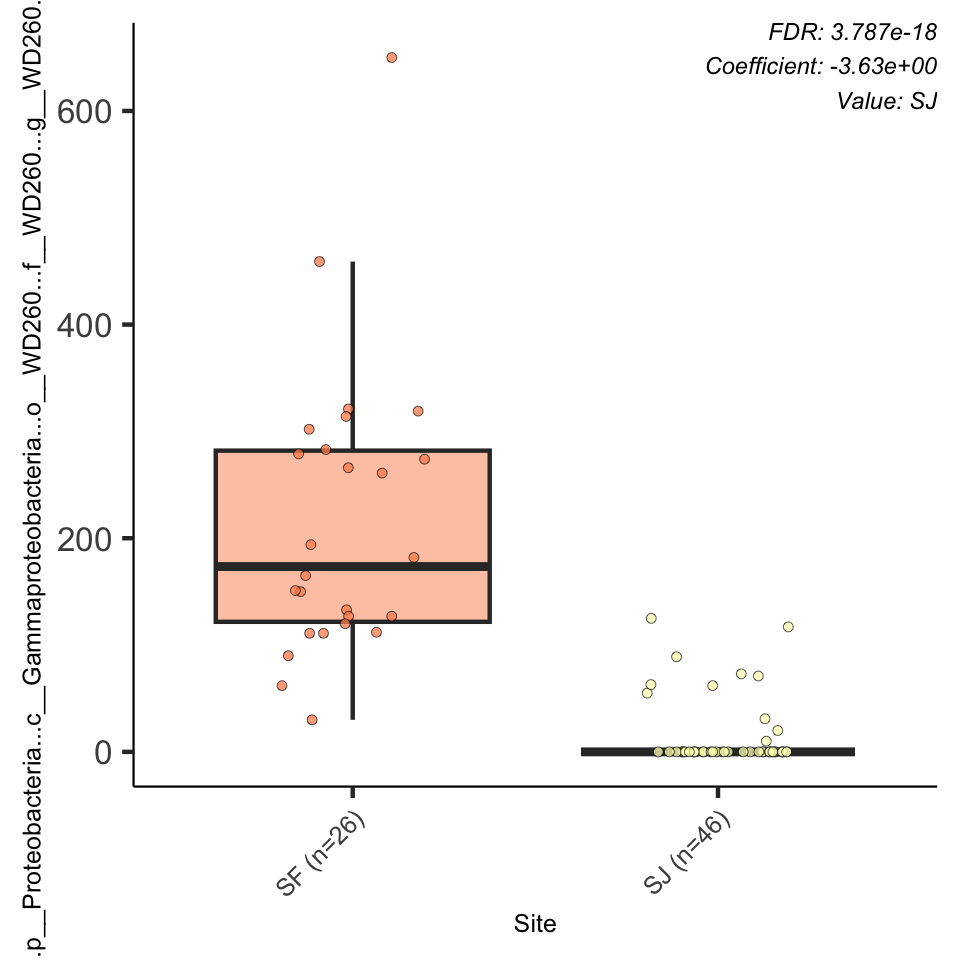 FDR: 3.787e-18
Coefficient: -3.63e+00
Value: SJ
.p__Proteobacteria...c__Gammaproteobacteria...o__WD260...f__WD260...g__WD260.
600
400
200
0
SF (n=26)
SJ (n=46)
Site